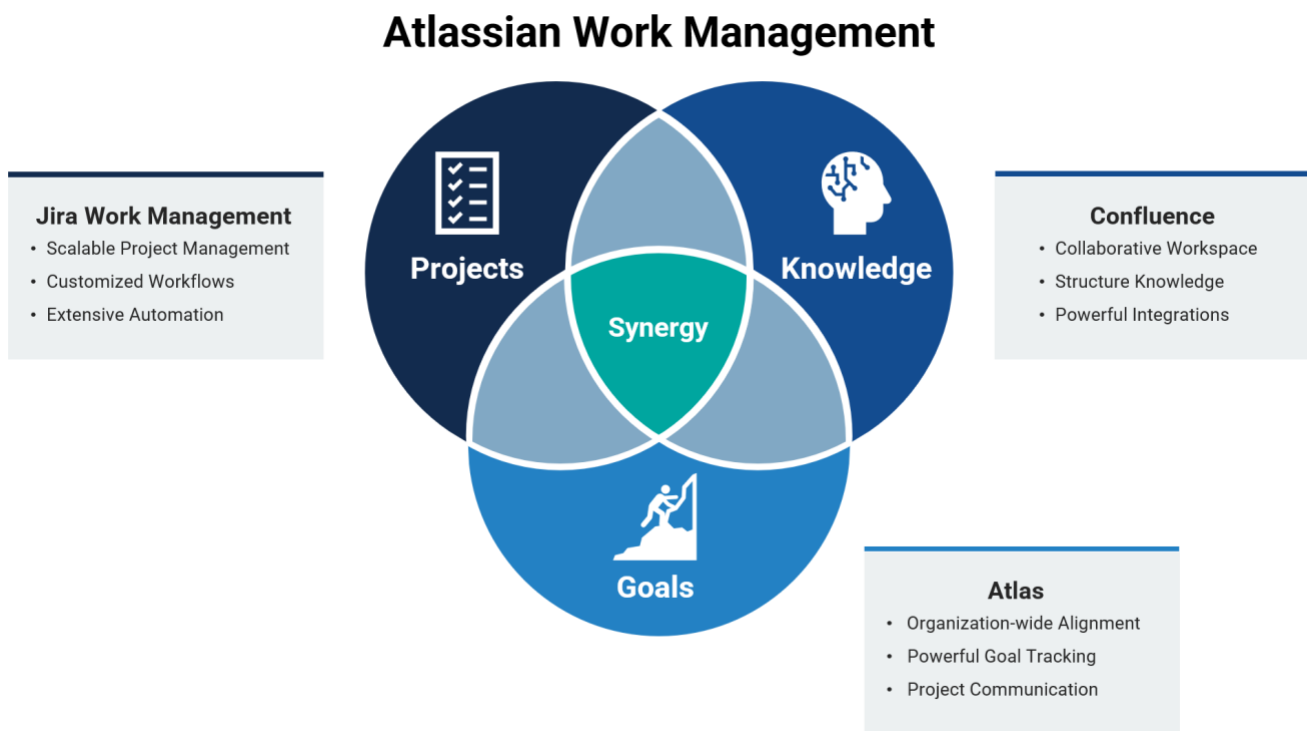 Atlassian Work Management
Jira Work Management
• Scalable Project Management
• Customized Workflows
• Extensive Automation
Projects
Knowledge
Synergy
Goals
Confluence
• Collaborative Workspace
• Structure Knowledge
• Powerful Integrations
Atlas
• Organization-wide Alignment
• Powerful Goal Tracking
• Project Communication